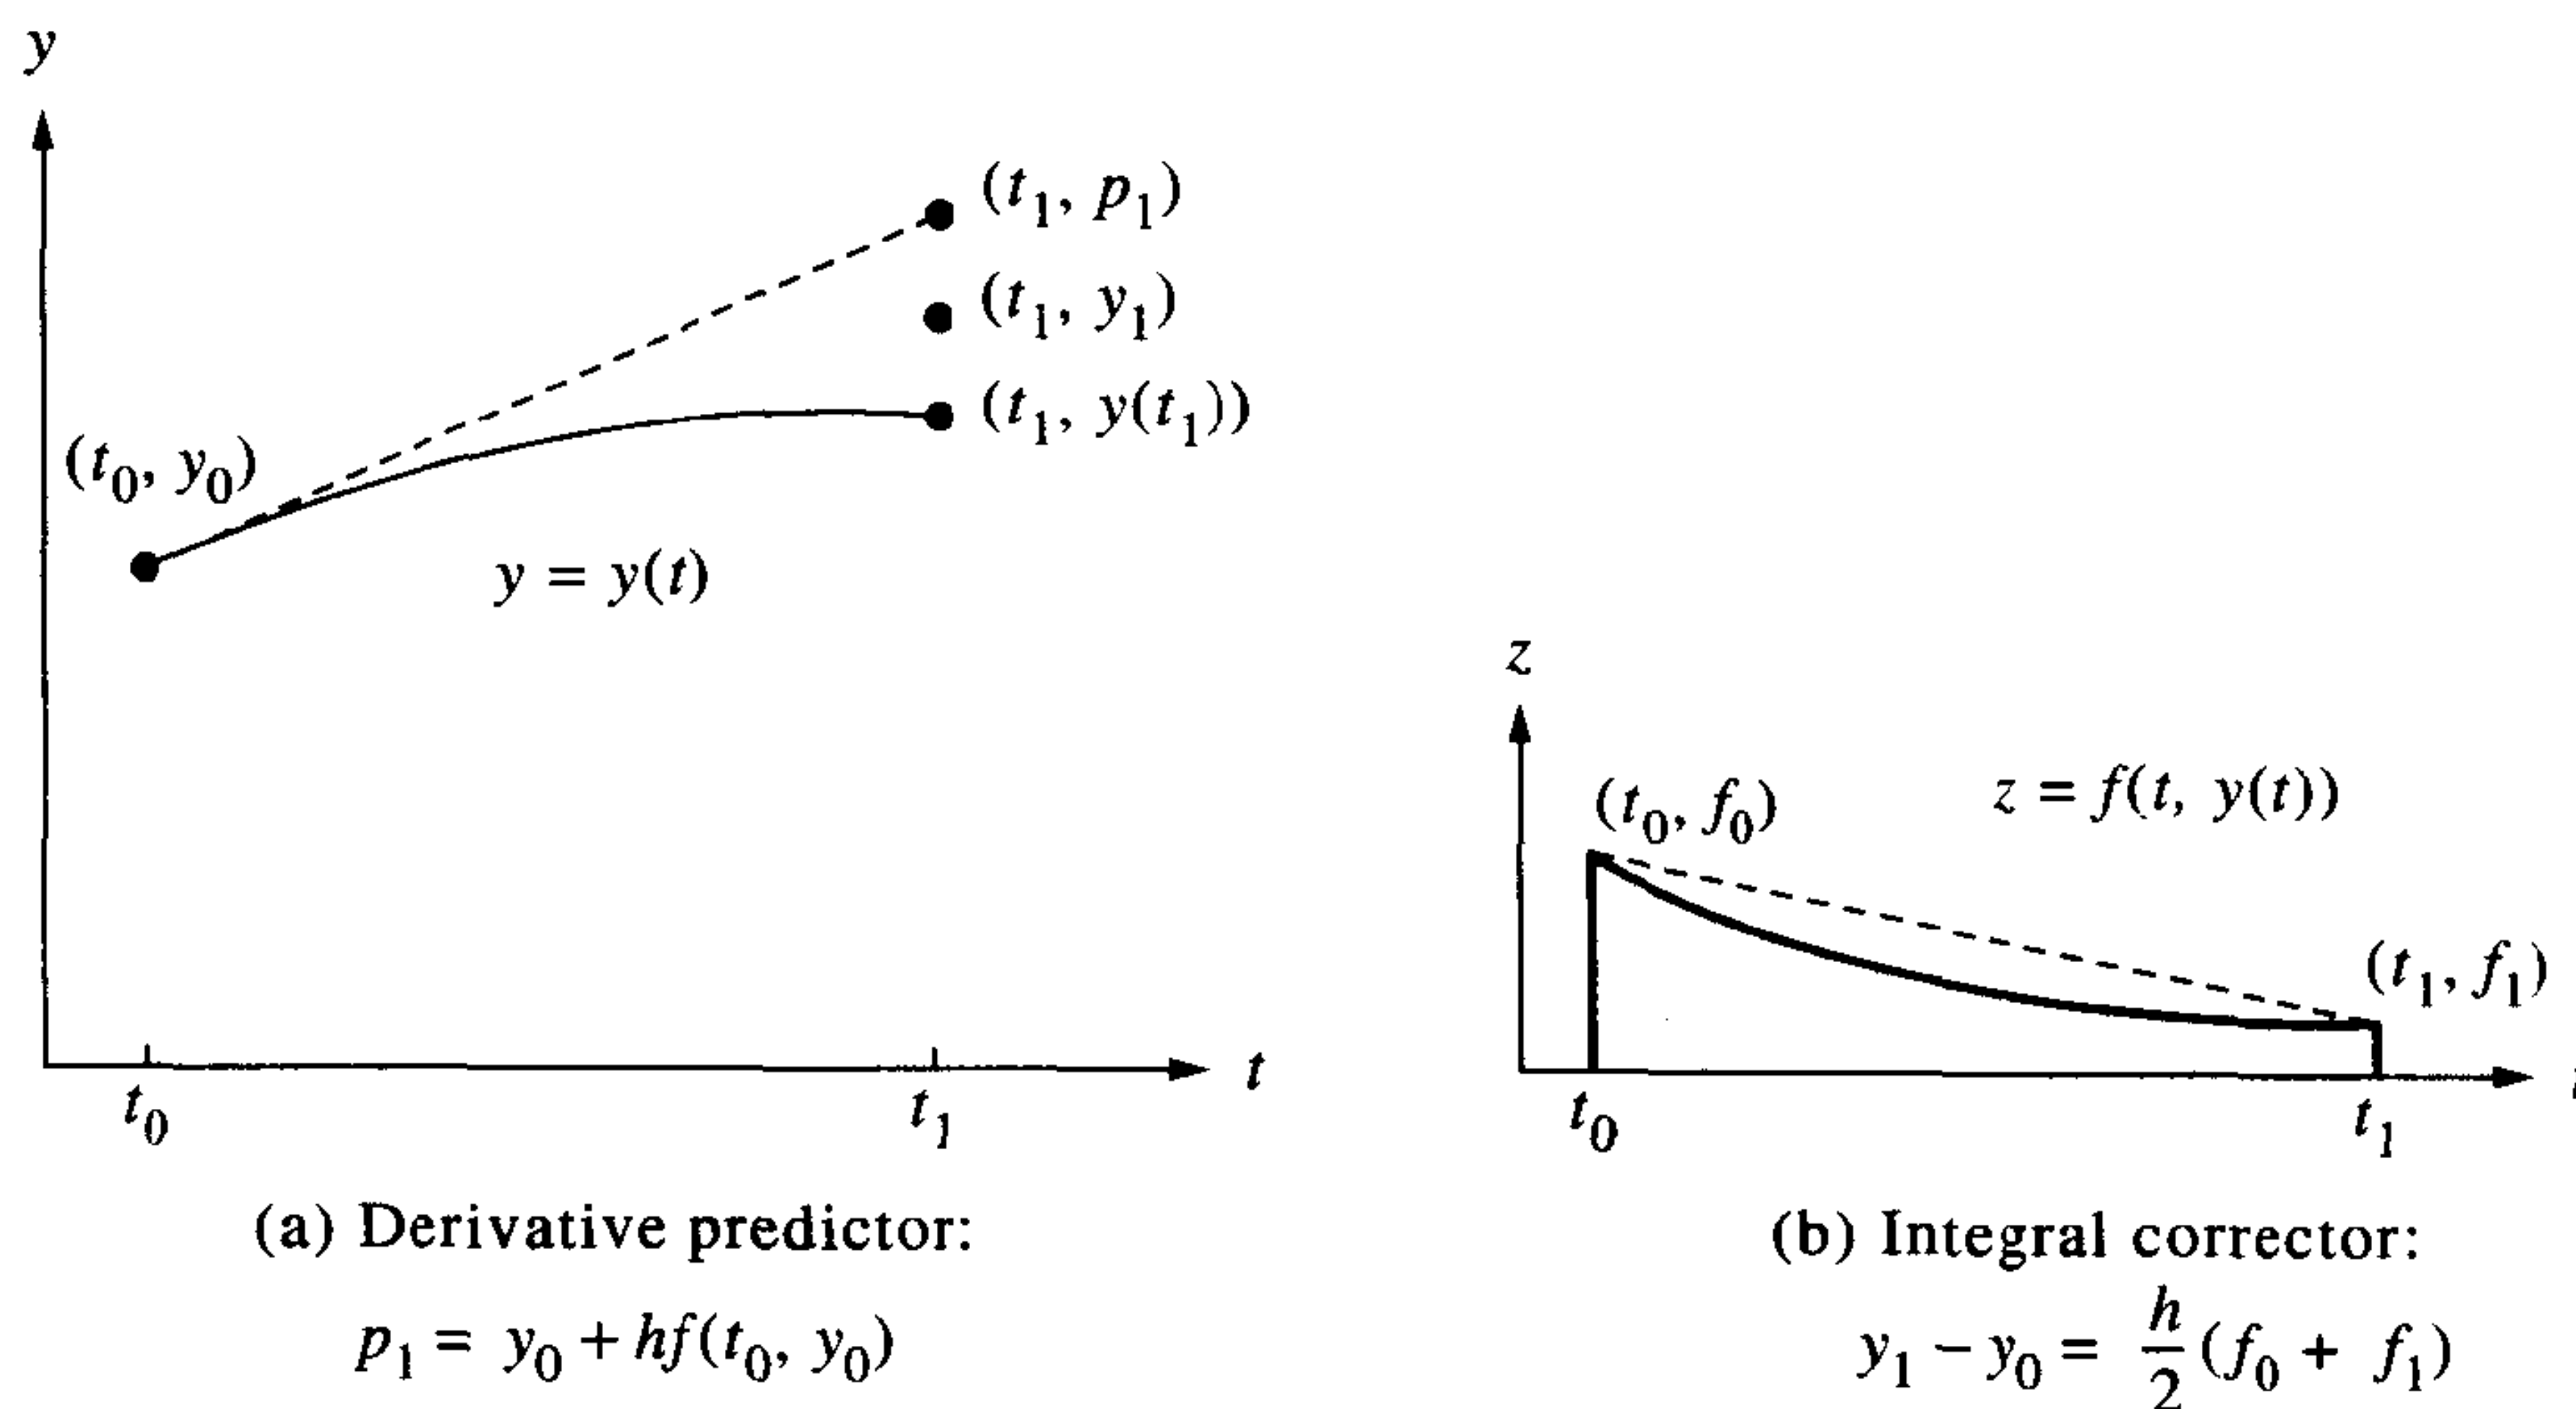 y
(t₁, p₁)
(t₁, y₁)
(t₁, y(t₁))
(t₀, y₀)
y = y(t)
t
t₀
t₁
(a) Derivative predictor:
p₁ = y₀ + hf(t₀, y₀)
z
(t₀, f₀)
z = f(t, y(t))
(t₁, f₁)
t₀
t₁
(b) Integral corrector:
y₁ − y₀ = h/2 (f₀ + f₁)